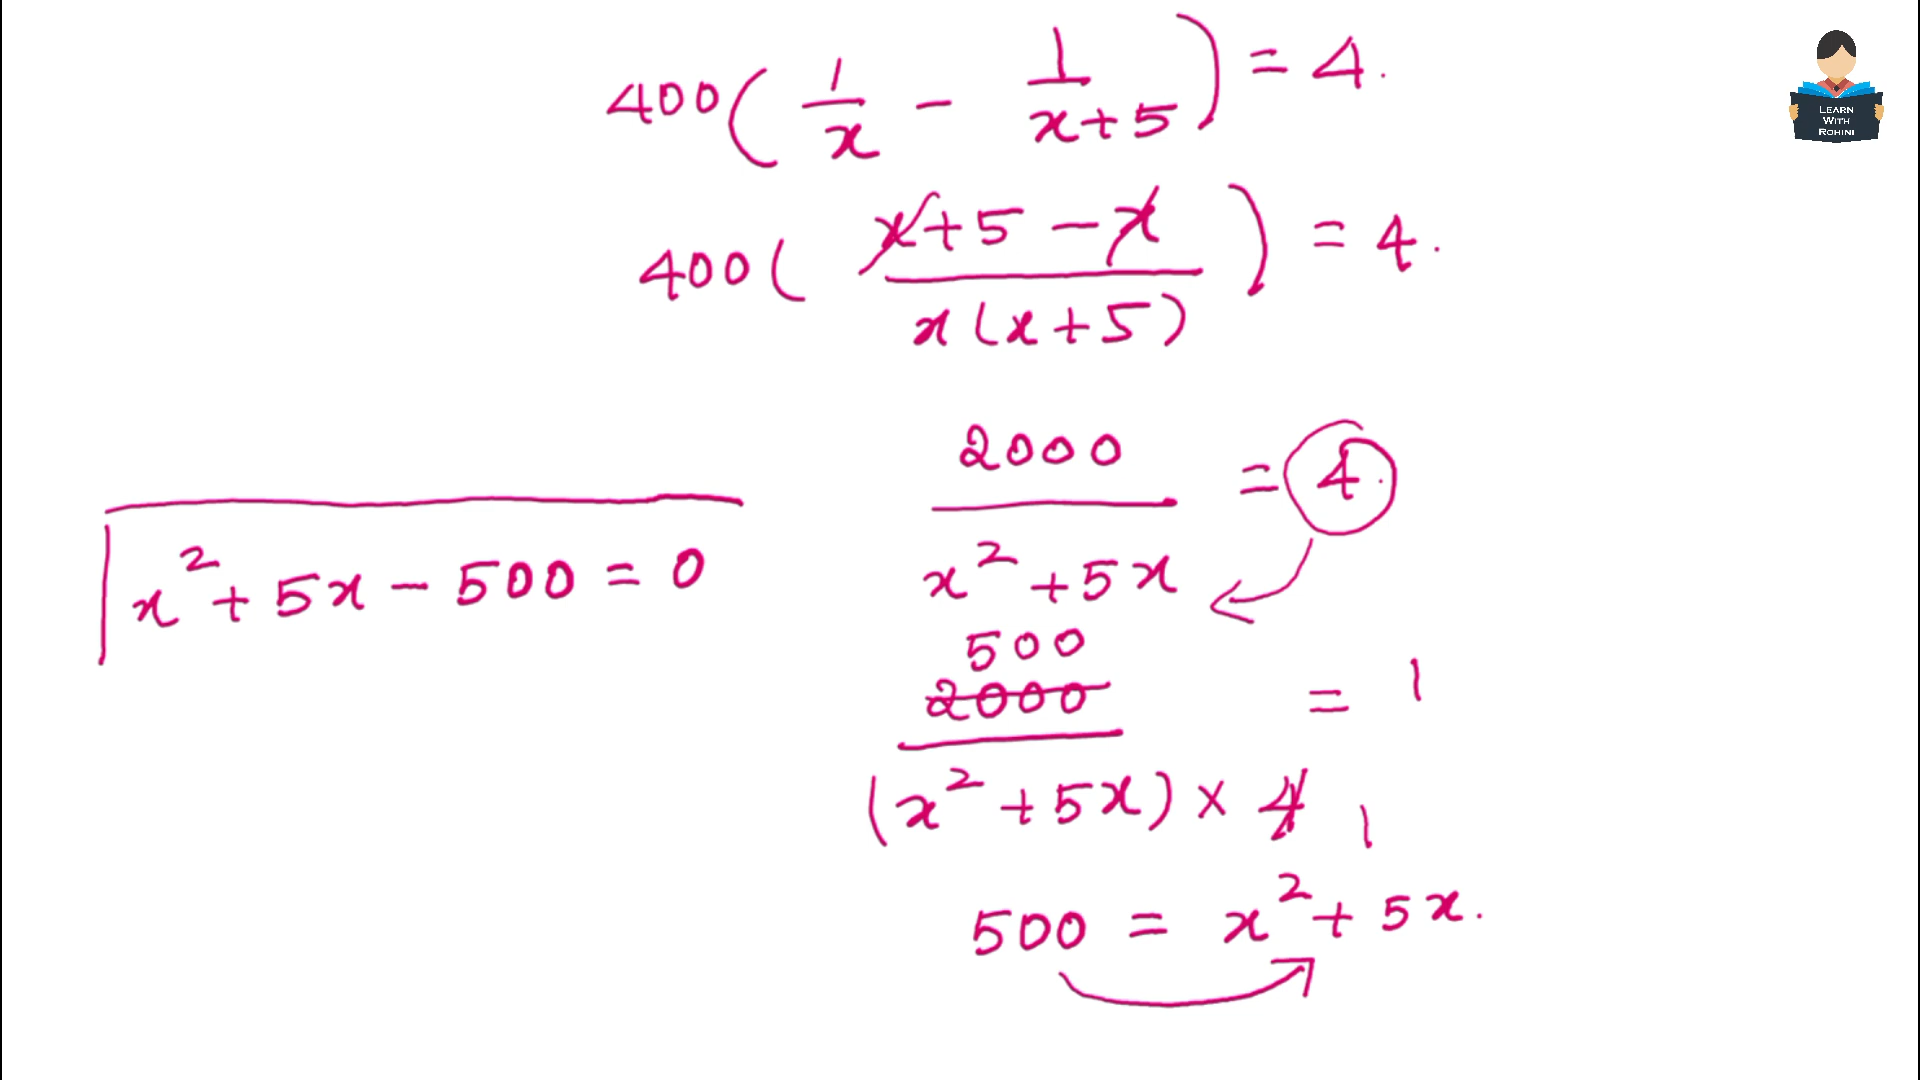 400 ( 1/x - 1/(x+5) ) = 4.
400 ( (x+5-x) / x(x+5) ) = 4.
2000 / (x² + 5x) = 4.
x² + 5x - 500 = 0
500
2000 / ((x² + 5x) × 4) = 1
1
500 = x² + 5x.
LEARN
WITH
ROHINI